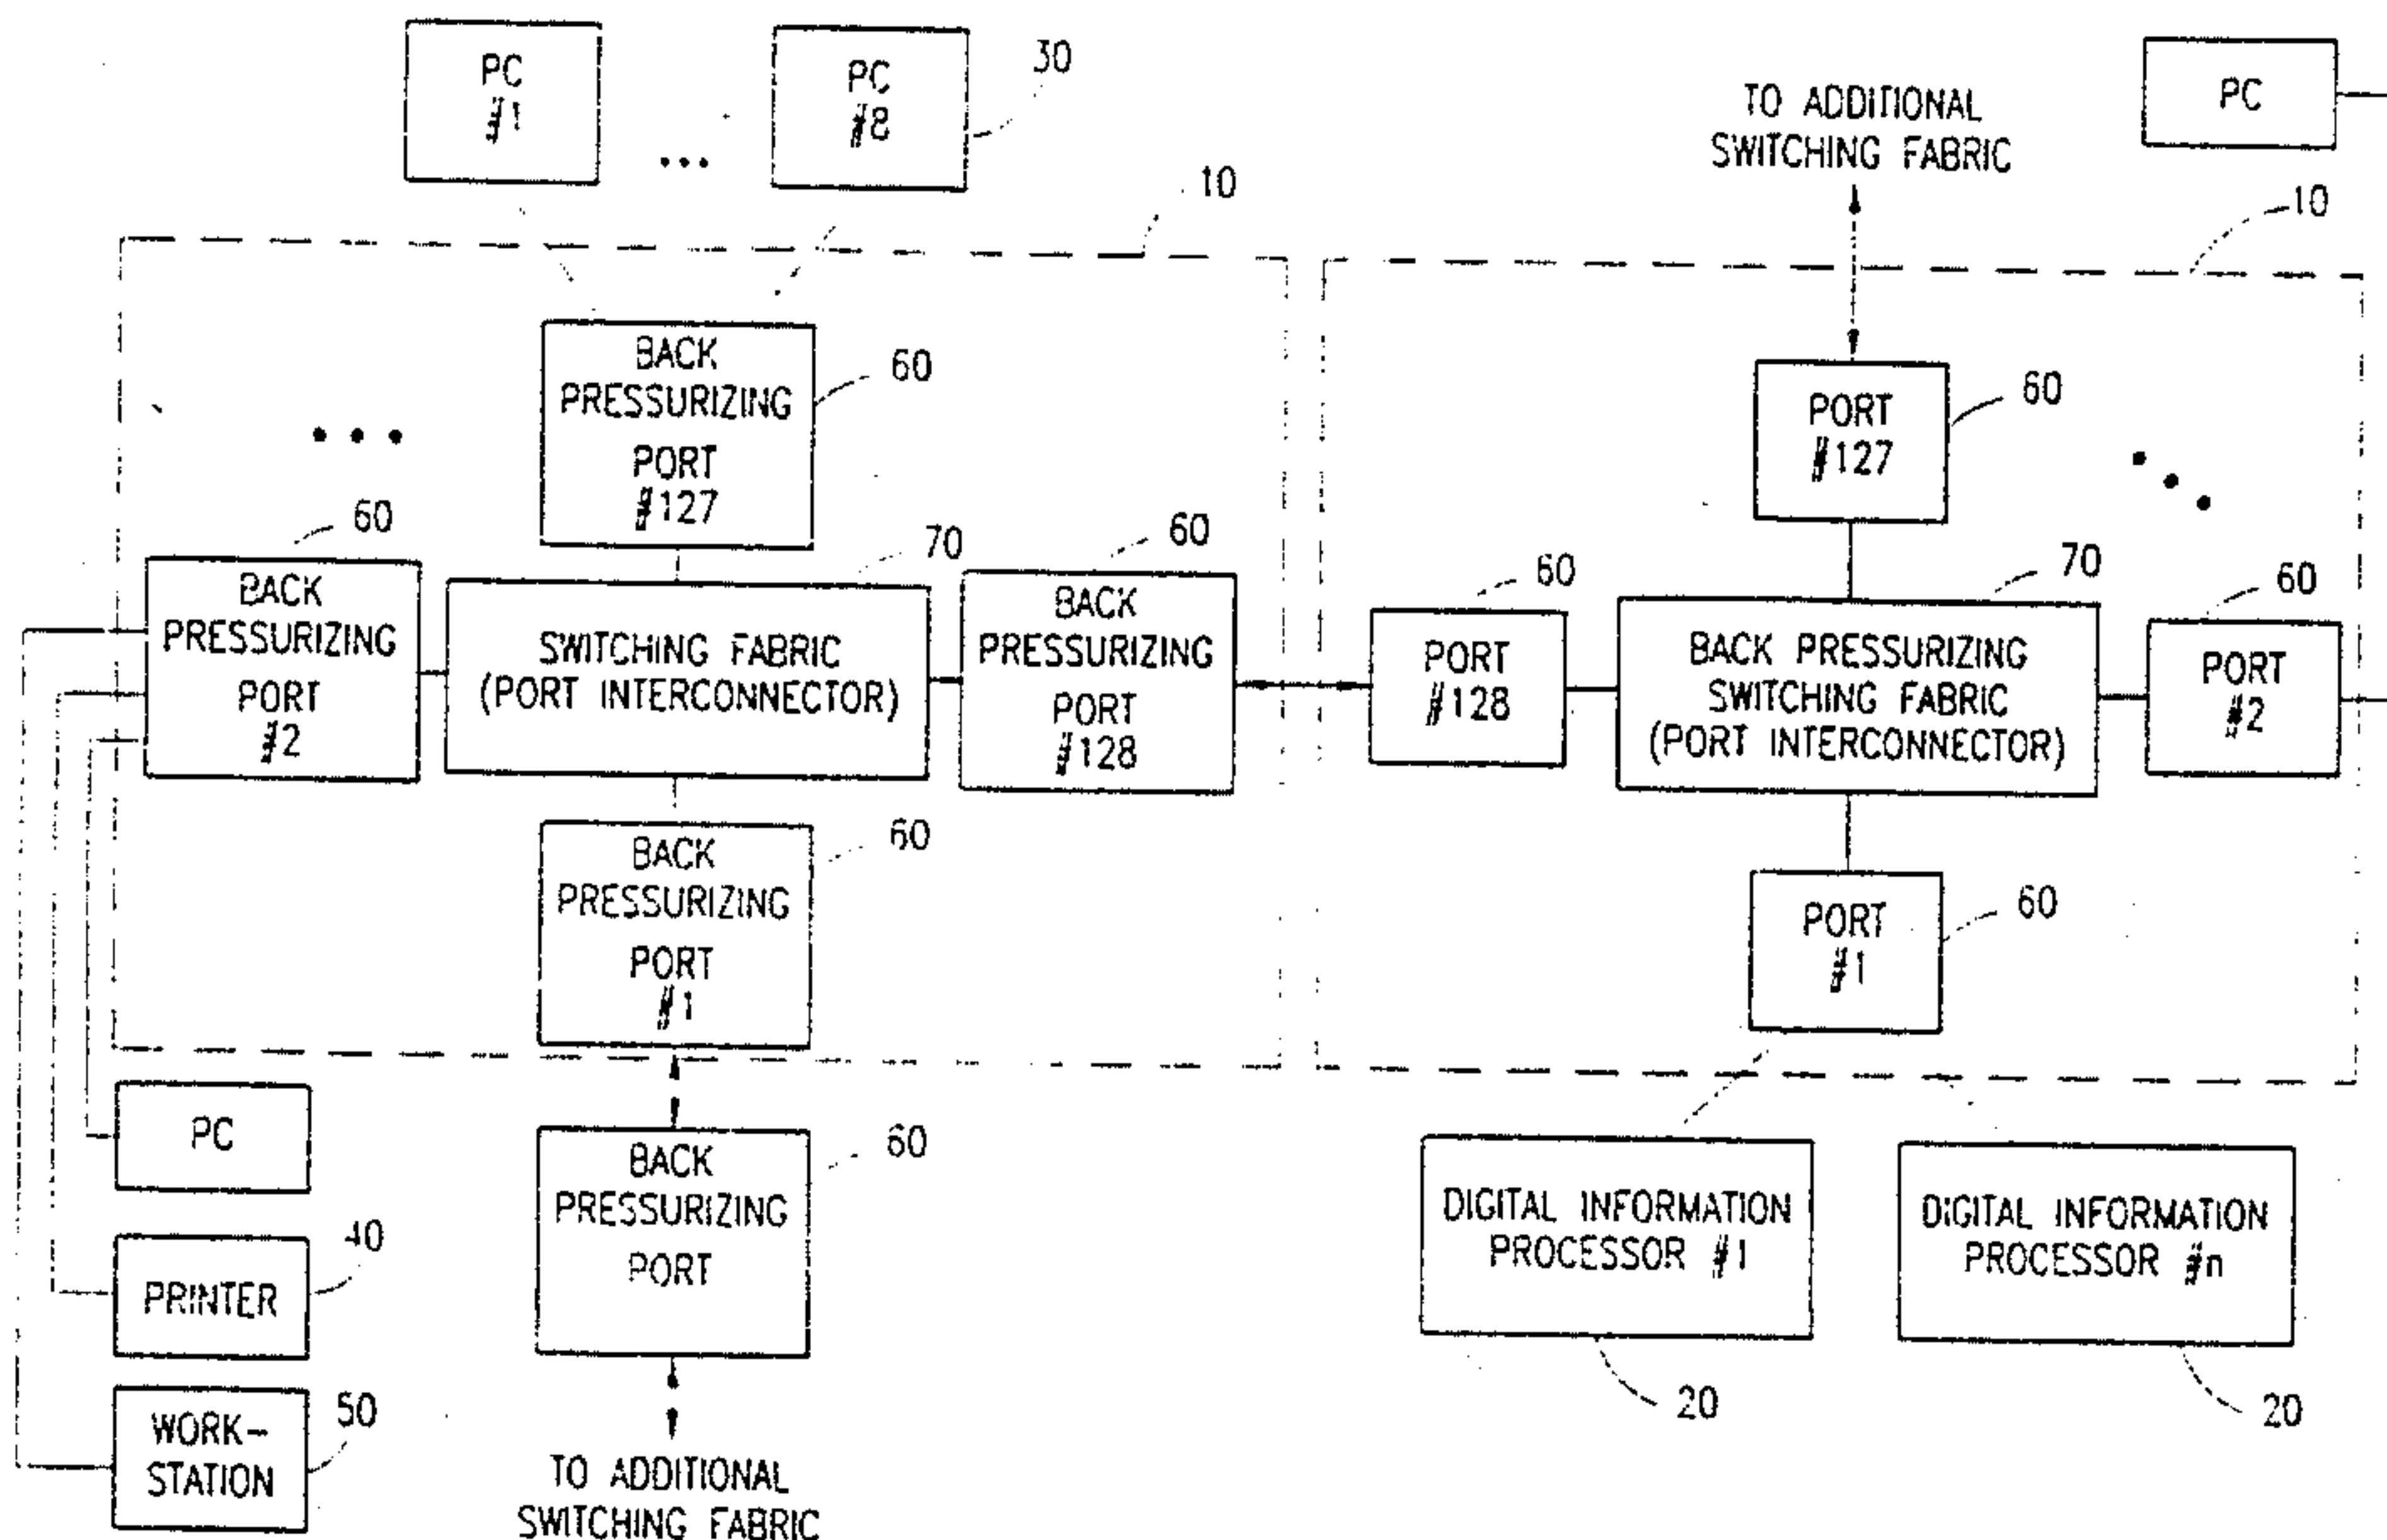 PC
#1
...
PC
#8
30
10
TO ADDITIONAL
SWITCHING FABRIC
PC
10
BACK
PRESSURIZING
PORT
#127
60
• • •
60
BACK
PRESSURIZING
PORT
#2
70
SWITCHING FABRIC
(PORT INTERCONNECTOR)
60
BACK
PRESSURIZING
PORT
#128
BACK
PRESSURIZING
PORT
#1
60
PORT
#127
60
• • •
60
PORT
#128
70
BACK PRESSURIZING
SWITCHING FABRIC
(PORT INTERCONNECTOR)
60
PORT
#2
PORT
#1
60
PC
PRINTER
40
WORK-
STATION
50
BACK
PRESSURIZING
PORT
60
TO ADDITIONAL
SWITCHING FABRIC
DIGITAL INFORMATION
PROCESSOR #1
20
DIGITAL INFORMATION
PROCESSOR #n
20